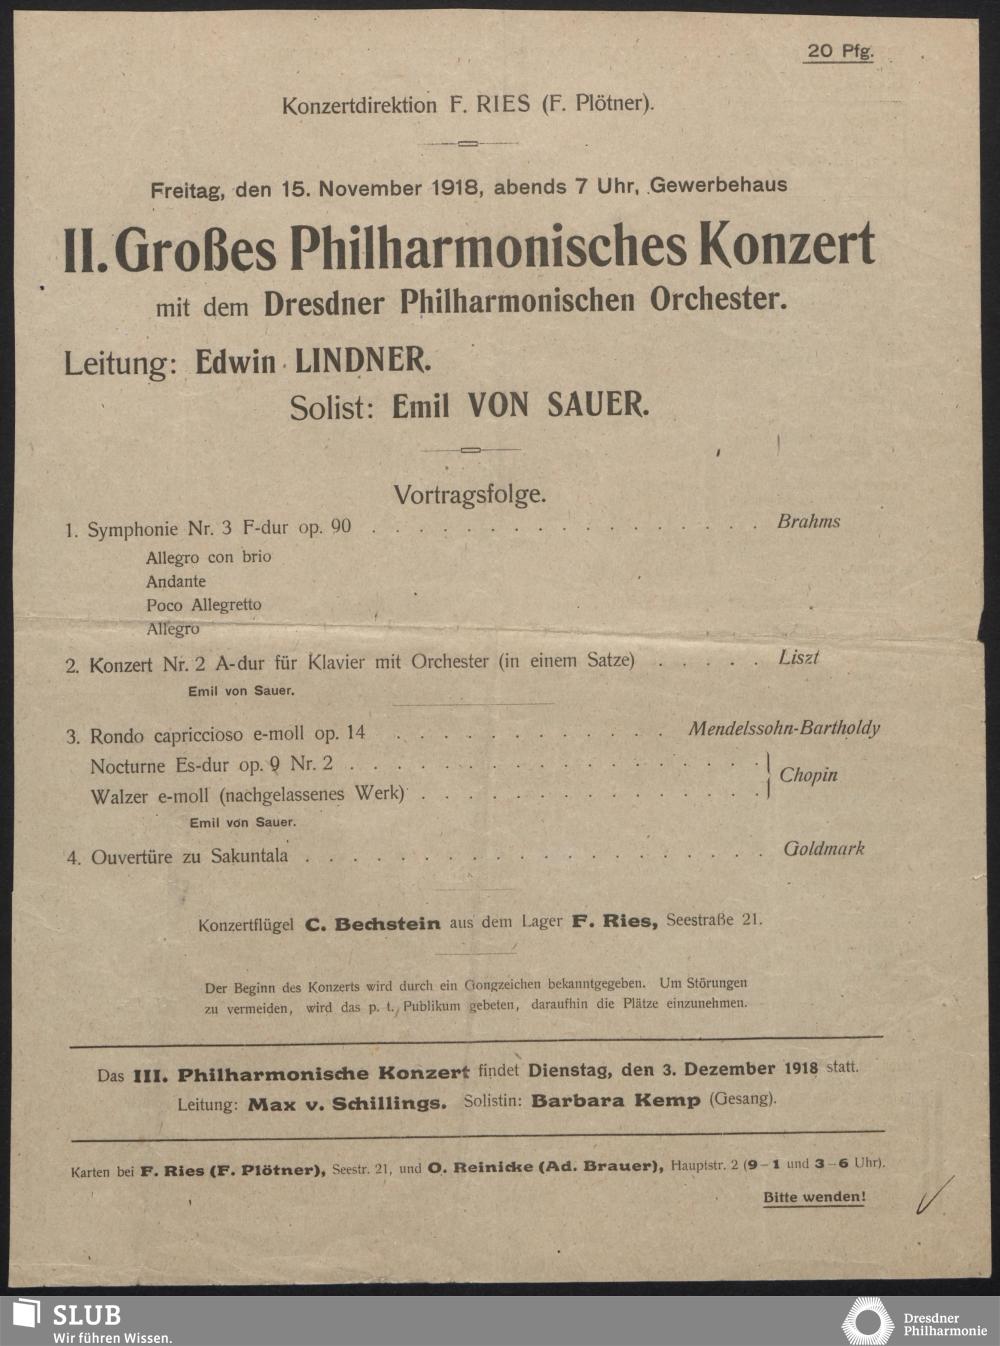 20 Pfg.
Konzertdirektion F. RIES (F. Plötner).
Freitag, den 15. November 1918, abends 7 Uhr, Gewerbehaus
II. Großes Philharmonisches Konzert
mit dem Dresdner Philharmonischen Orchester.
Leitung: Edwin LINDNER.
Solist: Emil VON SAUER.
Vortragsfolge.
1. Symphonie Nr. 3 F-dur op. 90 . . . . . . . . . . . . . . . . . Brahms
Allegro con brio
Andante
Poco Allegretto
Allegro
2. Konzert Nr. 2 A-dur für Klavier mit Orchester (in einem Satze) . . . . . Liszt
Emil von Sauer.
3. Rondo capriccioso e-moll op. 14 . . . . . . . . . . . . Mendelssohn-Bartholdy
Nocturne Es-dur op. 9 Nr. 2 . . . . . . . . . . . . . . . . . . Chopin
Walzer e-moll (nachgelassenes Werk) . . . . . . . . . . . . . . .
Emil von Sauer.
4. Ouvertüre zu Sakuntala . . . . . . . . . . . . . . . . . . . . Goldmark
Konzertflügel C. Bechstein aus dem Lager F. Ries, Seestraße 21.
Der Beginn des Konzerts wird durch ein Gongzeichen bekanntgegeben. Um Störungen
zu vermeiden, wird das p. t. Publikum gebeten, daraufhin die Plätze einzunehmen.
Das III. Philharmonische Konzert findet Dienstag, den 3. Dezember 1918 statt.
Leitung: Max v. Schillings. Solistin: Barbara Kemp (Gesang).
Karten bei F. Ries (F. Plötner), Seestr. 21, und O. Reinicke (Ad. Brauer), Hauptstr. 2 (9–1 und 3–6 Uhr).
Bitte wenden!
SLUB
Wir führen Wissen.
Dresdner
Philharmonie